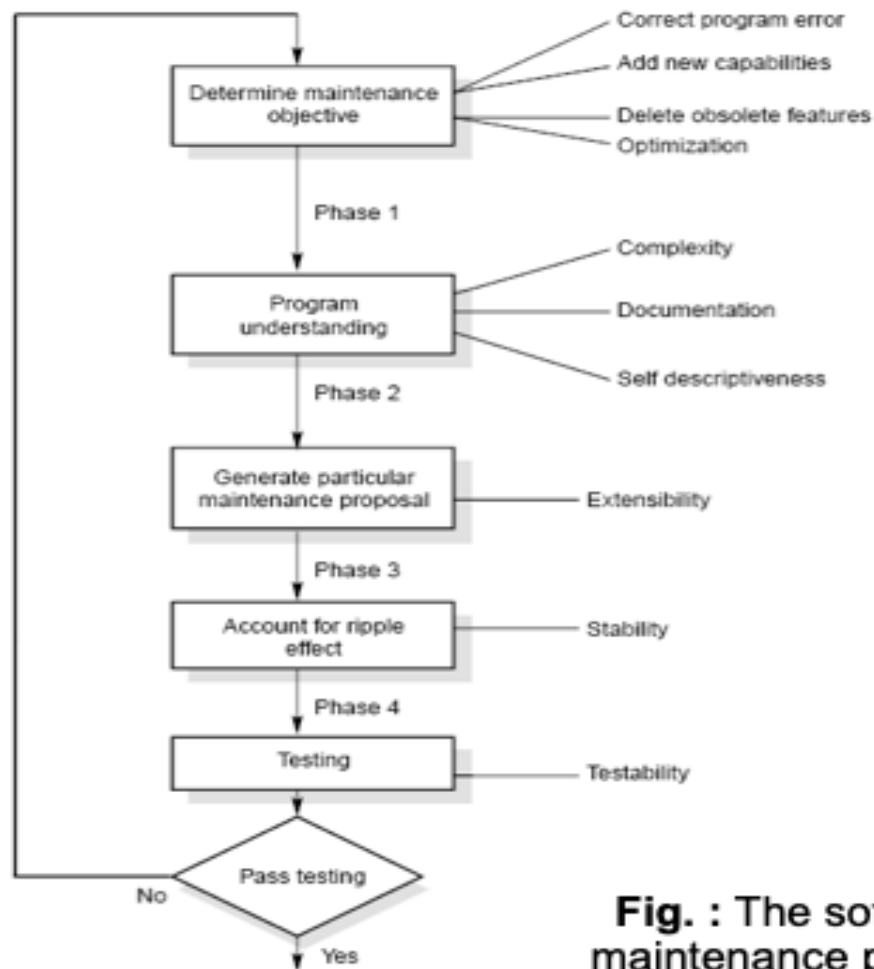 Correct program error
Add new capabilities
Determine maintenance
objective
Delete obsolete features
Optimization
Phase 1
Complexity
Program
understanding
Documentation
Self descriptiveness
Phase 2
Generate particular
maintenance proposal
Extensibility
Phase 3
Account for ripple
effect
Stability
Phase 4
Testing
Testability
Pass testing
No
Yes
Fig. : The
maintenance